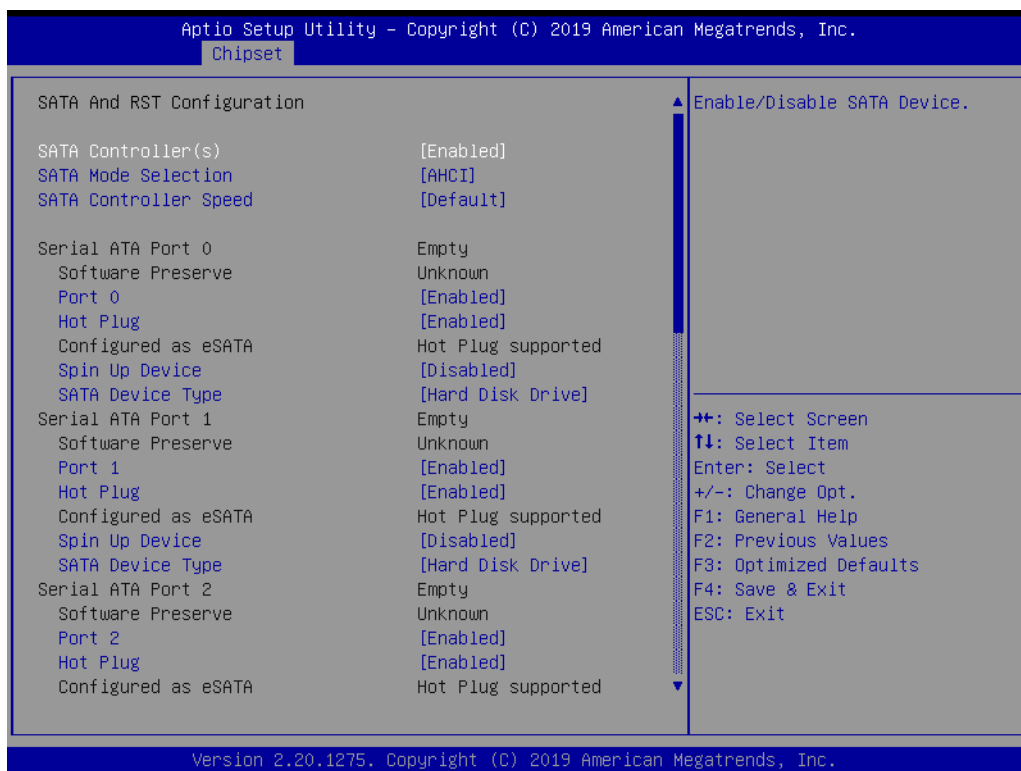 Aptio Setup Utility – Copyright (C) 2019 American Megatrends, Inc.
Chipset
SATA And RST Configuration
SATA Controller(s) [Enabled]
SATA Mode Selection [AHCI]
SATA Controller Speed [Default]
Serial ATA Port 0 Empty
Software Preserve Unknown
Port 0 [Enabled]
Hot Plug [Enabled]
Configured as eSATA Hot Plug supported
Spin Up Device [Disabled]
SATA Device Type [Hard Disk Drive]
Serial ATA Port 1 Empty
Software Preserve Unknown
Port 1 [Enabled]
Hot Plug [Enabled]
Configured as eSATA Hot Plug supported
Spin Up Device [Disabled]
SATA Device Type [Hard Disk Drive]
Serial ATA Port 2 Empty
Software Preserve Unknown
Port 2 [Enabled]
Hot Plug [Enabled]
Configured as eSATA Hot Plug supported
Enable/Disable SATA Device.
→←: Select Screen
↑↓: Select Item
Enter: Select
+/-: Change Opt.
F1: General Help
F2: Previous Values
F3: Optimized Defaults
F4: Save & Exit
ESC: Exit
Version 2.20.1275. Copyright (C) 2019 American Megatrends, Inc.